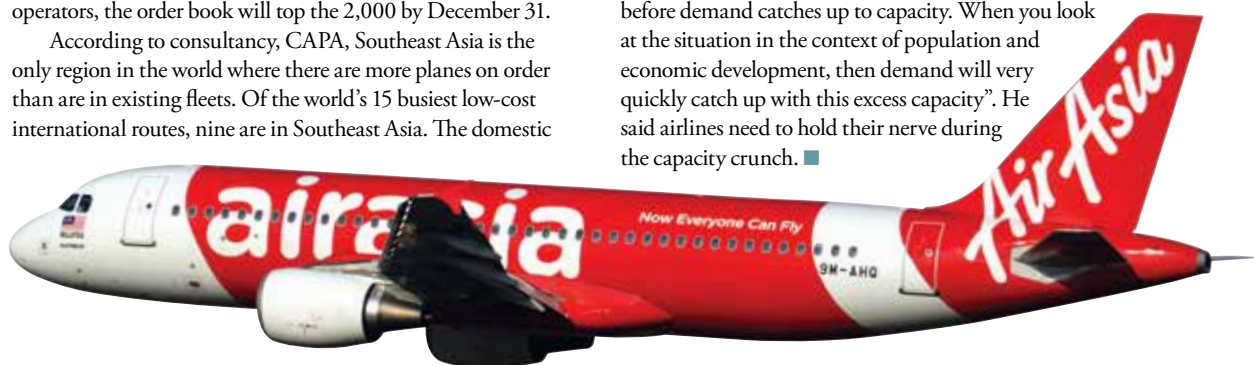 operators, the order book will top the 2,000 by December 31.
According to consultancy, CAPA, Southeast Asia is the
only region in the world where there are more planes on order
than are in existing fleets. Of the world’s 15 busiest low-cost
international routes, nine are in Southeast Asia. The domestic
before demand catches up to capacity. When you look
at the situation in the context of population and
economic development, then demand will very
quickly catch up with this excess capacity”. He
said airlines need to hold their nerve during
the capacity crunch.
airasia
Now Everyone Can Fly
9M-AHQ
AirAsia